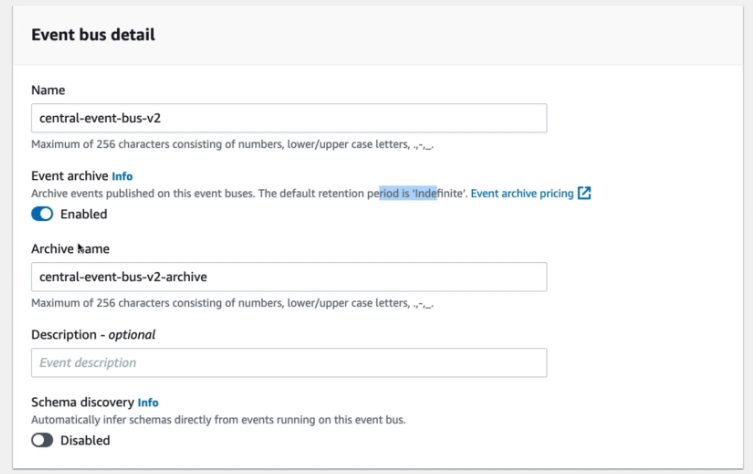 Event bus detail
Name
central-event-bus-v2
Maximum of 256 characters consisting of numbers, lower/upper case letters, .,-,_.
Event archive Info
Archive events published on this event buses. The default retention period is 'Indefinite'. Event archive pricing
Enabled
Archive name
central-event-bus-v2-archive
Maximum of 256 characters consisting of numbers, lower/upper case letters, .,-,_.
Description - optional
Event description
Schema discovery Info
Automatically infer schemas directly from events running on this event bus.
Disabled